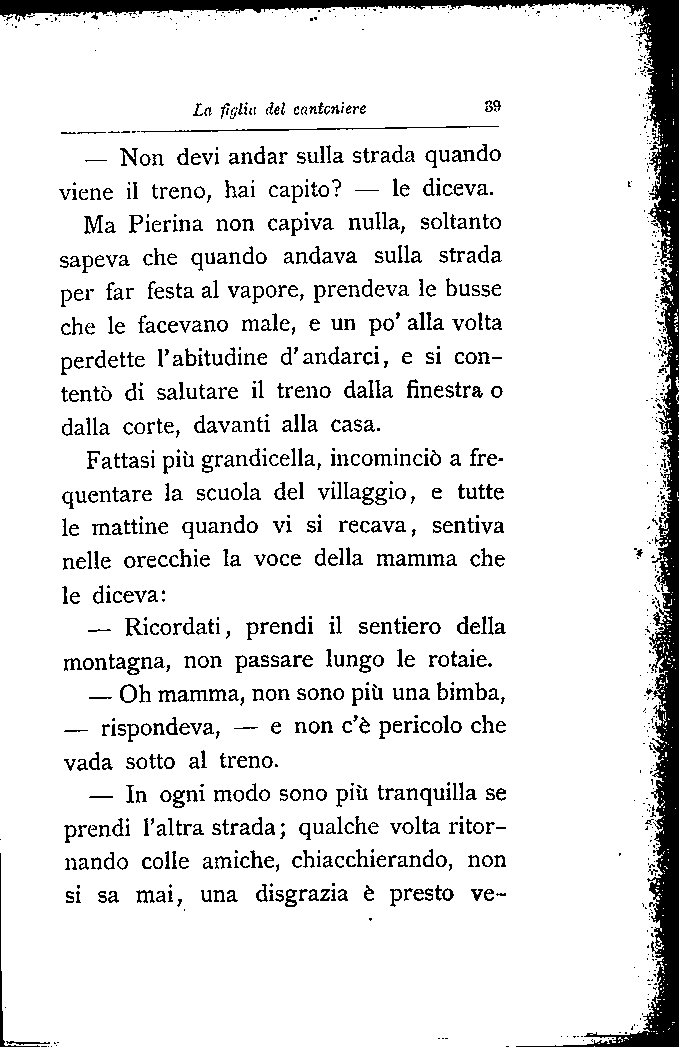 La figlia del cantoniere 39
— Non devi andar sulla strada quando
viene il treno, hai capito? — le diceva.
Ma Pierina non capiva nulla, soltanto
sapeva che quando andava sulla strada
per far festa al vapore, prendeva le busse
che le facevano male, e un po' alla volta
perdette l'abitudine d'andarci, e si con-
tentò di salutare il treno dalla finestra o
dalla corte, davanti alla casa.
Fattasi più grandicella, incominciò a fre-
quentare la scuola del villaggio, e tutte
le mattine quando vi si recava, sentiva
nelle orecchie la voce della mamma che
le diceva:
— Ricordati, prendi il sentiero della
montagna, non passare lungo le rotaie.
— Oh mamma, non sono più una bimba,
— rispondeva, — e non c'è pericolo che
vada sotto al treno.
— In ogni modo sono più tranquilla se
prendi l'altra strada; qualche volta ritor-
nando colle amiche, chiacchierando, non
si sa mai, una disgrazia è presto ve-